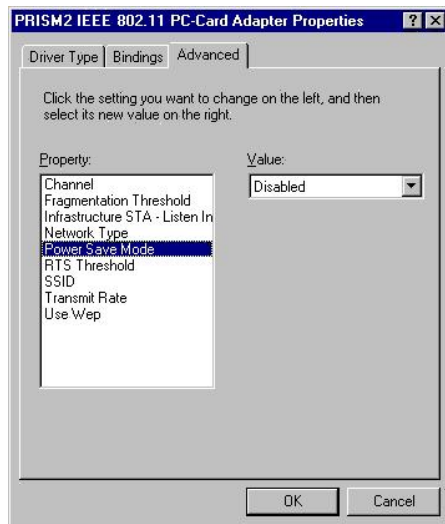 PRISM2 IEEE 802.11 PC-Card Adapter Properties
Driver Type
Bindings
Advanced
Click the setting you want to change on the left, and then
select its new value on the right.
Property:
Channel
Fragmentation Threshold
Infrastructure STA - Listen In
Network Type
Power Save Mode
RTS Threshold
SSID
Transmit Rate
Use Wep
Value:
Disabled
OK
Cancel